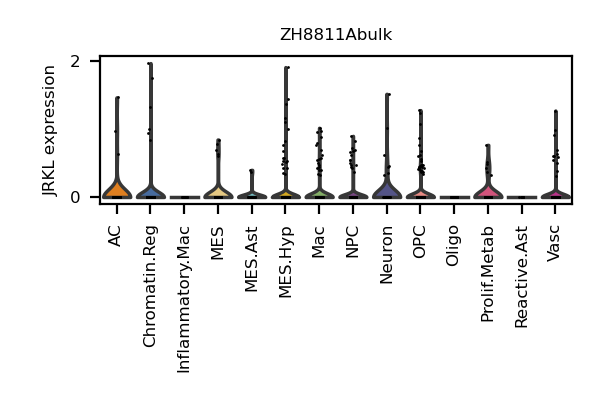 ZH8811Abulk
JRKL expression
2
0
AC
Chromatin.Reg
Inflammatory.Mac
MES
MES.Ast
MES.Hyp
Mac
NPC
Neuron
OPC
Oligo
Prolif.Metab
Reactive.Ast
Vasc